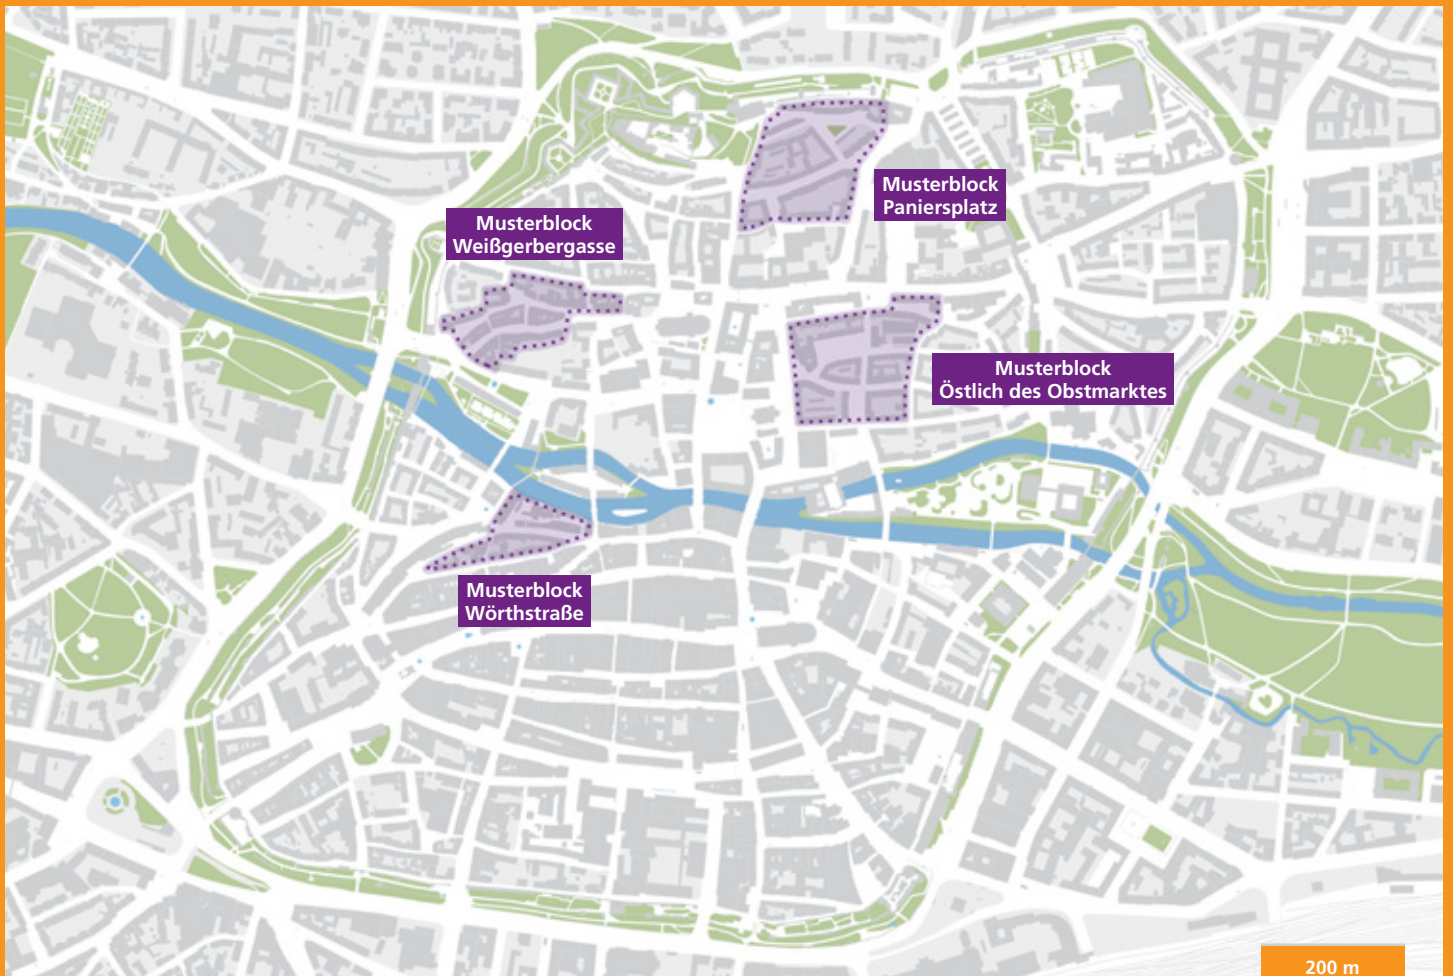 Musterblock
Paniersplatz
Musterblock
Weißgerbergasse
Musterblock
Östlich des Obstmarktes
Musterblock
Wörthstraße
200 m